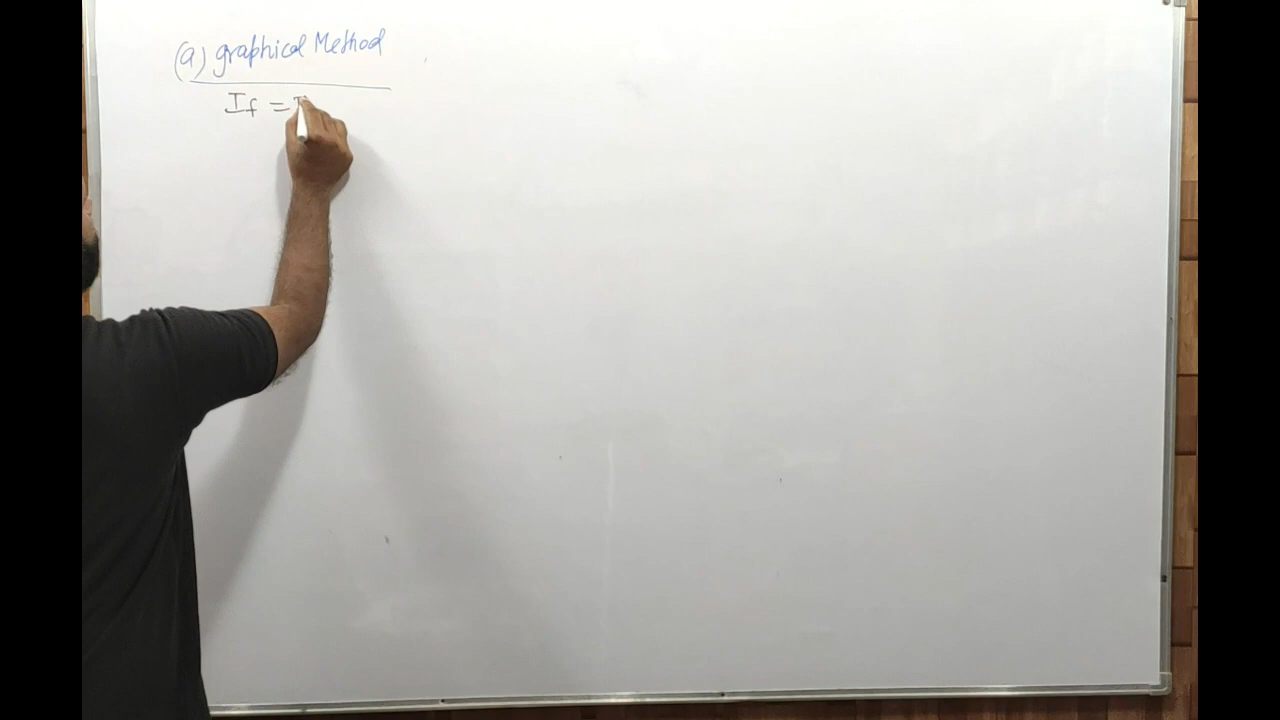 (a) graphical Method
If = I